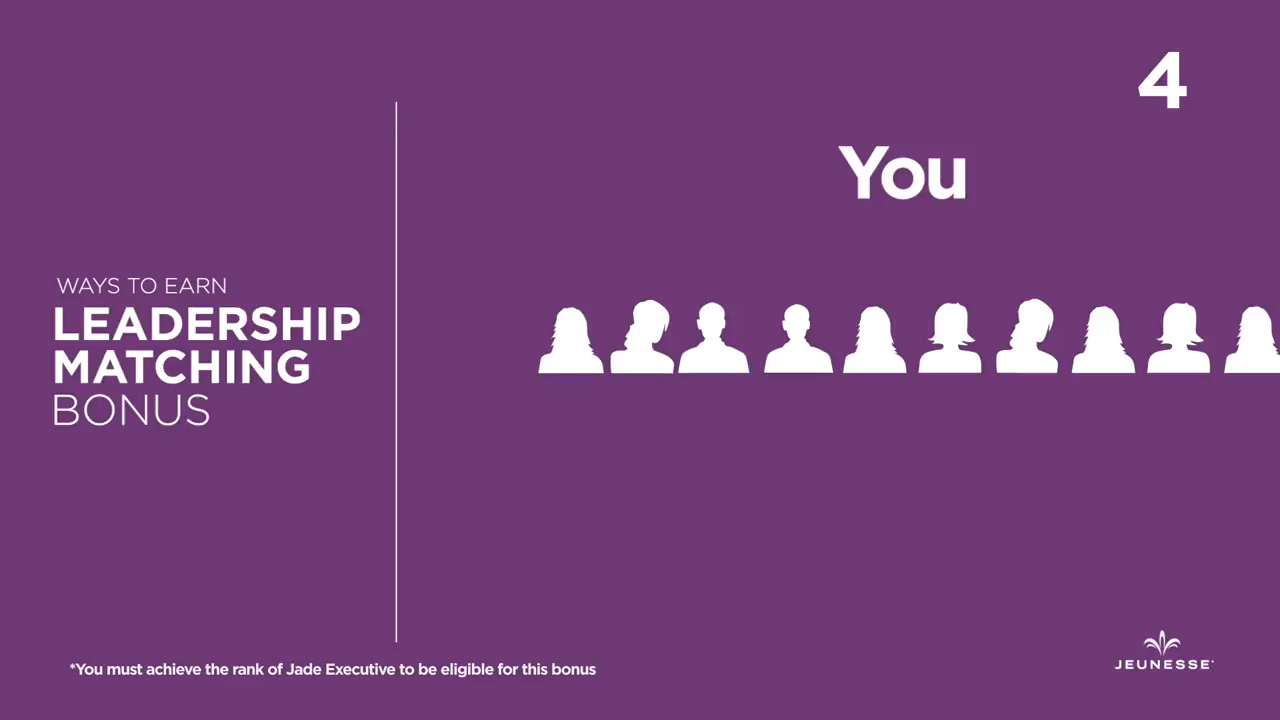 4
You
WAYS TO EARN
LEADERSHIP
MATCHING
BONUS
*You must achieve the rank of Jade Executive to be eligible for this bonus
JEUNESSE